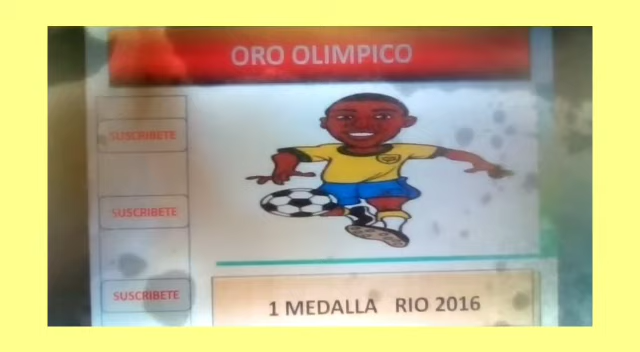 ORO OLIMPICO
SUSCRIBETE
SUSCRIBETE
SUSCRIBETE
1 MEDALLA RIO 2016